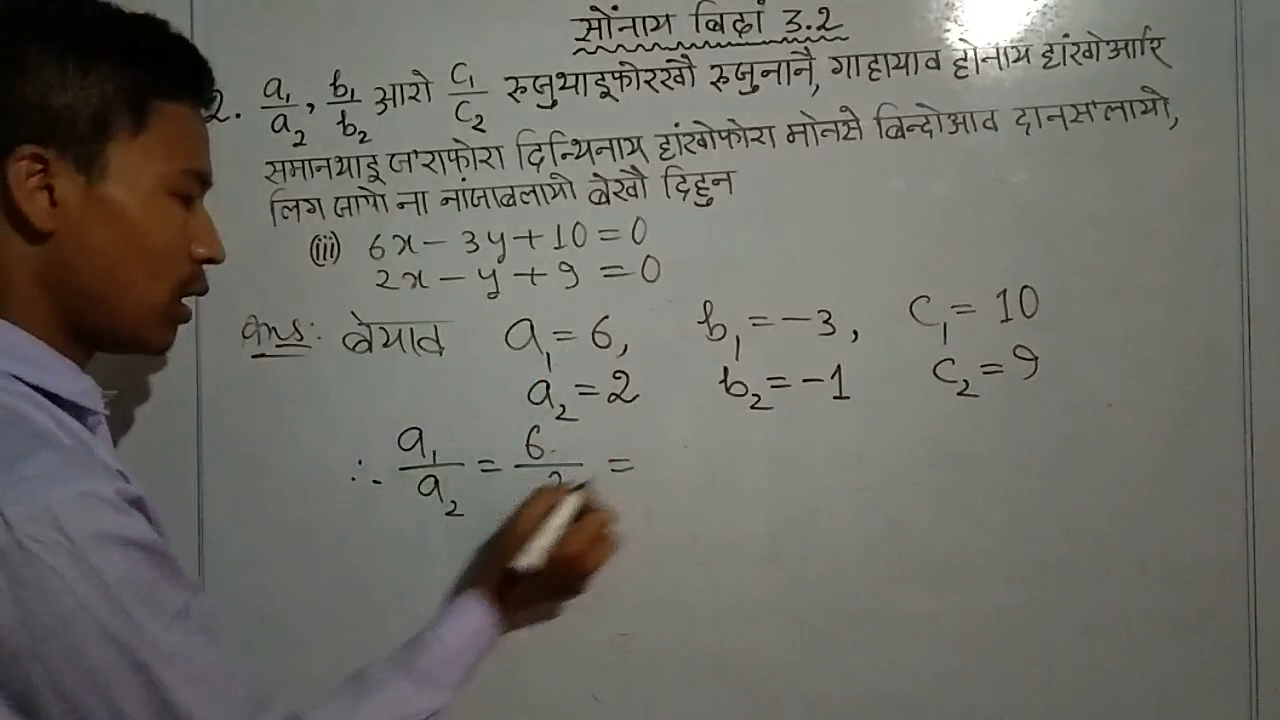 सोंनाय बिदां 3.2
2. a₁/a₂, b₁/b₂ आरो c₁/c₂ रुजुथाइफोरखौ रुजुनानै, गाहायाव होनाय हांखोआरि
समानथाइ ज'राफोरा दिन्थिनाय हांखोफोरा मोनसे बिन्दोआव दानस'लायो,
लिग जायो ना नांजाबलायो बेखौ दिहुन
(iii) 6x - 3y + 10 = 0
2x - y + 9 = 0
Ans: बेयाव a₁ = 6, b₁ = -3, c₁ = 10
a₂ = 2 b₂ = -1 c₂ = 9
∴ a₁/a₂ = 6/2 =